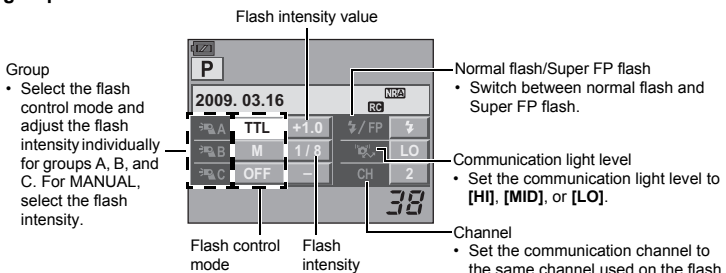 Flash intensity value
Group
• Select the flash
control mode and
adjust the flash
intensity individually
for groups A, B, and
C. For MANUAL,
select the flash
intensity.
P
2009. 03.16
NRA
RC
A TTL +1.0 /FP
B M 1/8 LO
C OFF – CH 2
38
Flash control
mode
Flash
intensity
Normal flash/Super FP flash
• Switch between normal flash and
Super FP flash.
Communication light level
• Set the communication light level to
[HI], [MID], or [LO].
Channel
• Set the communication channel to
the same channel used on the flash